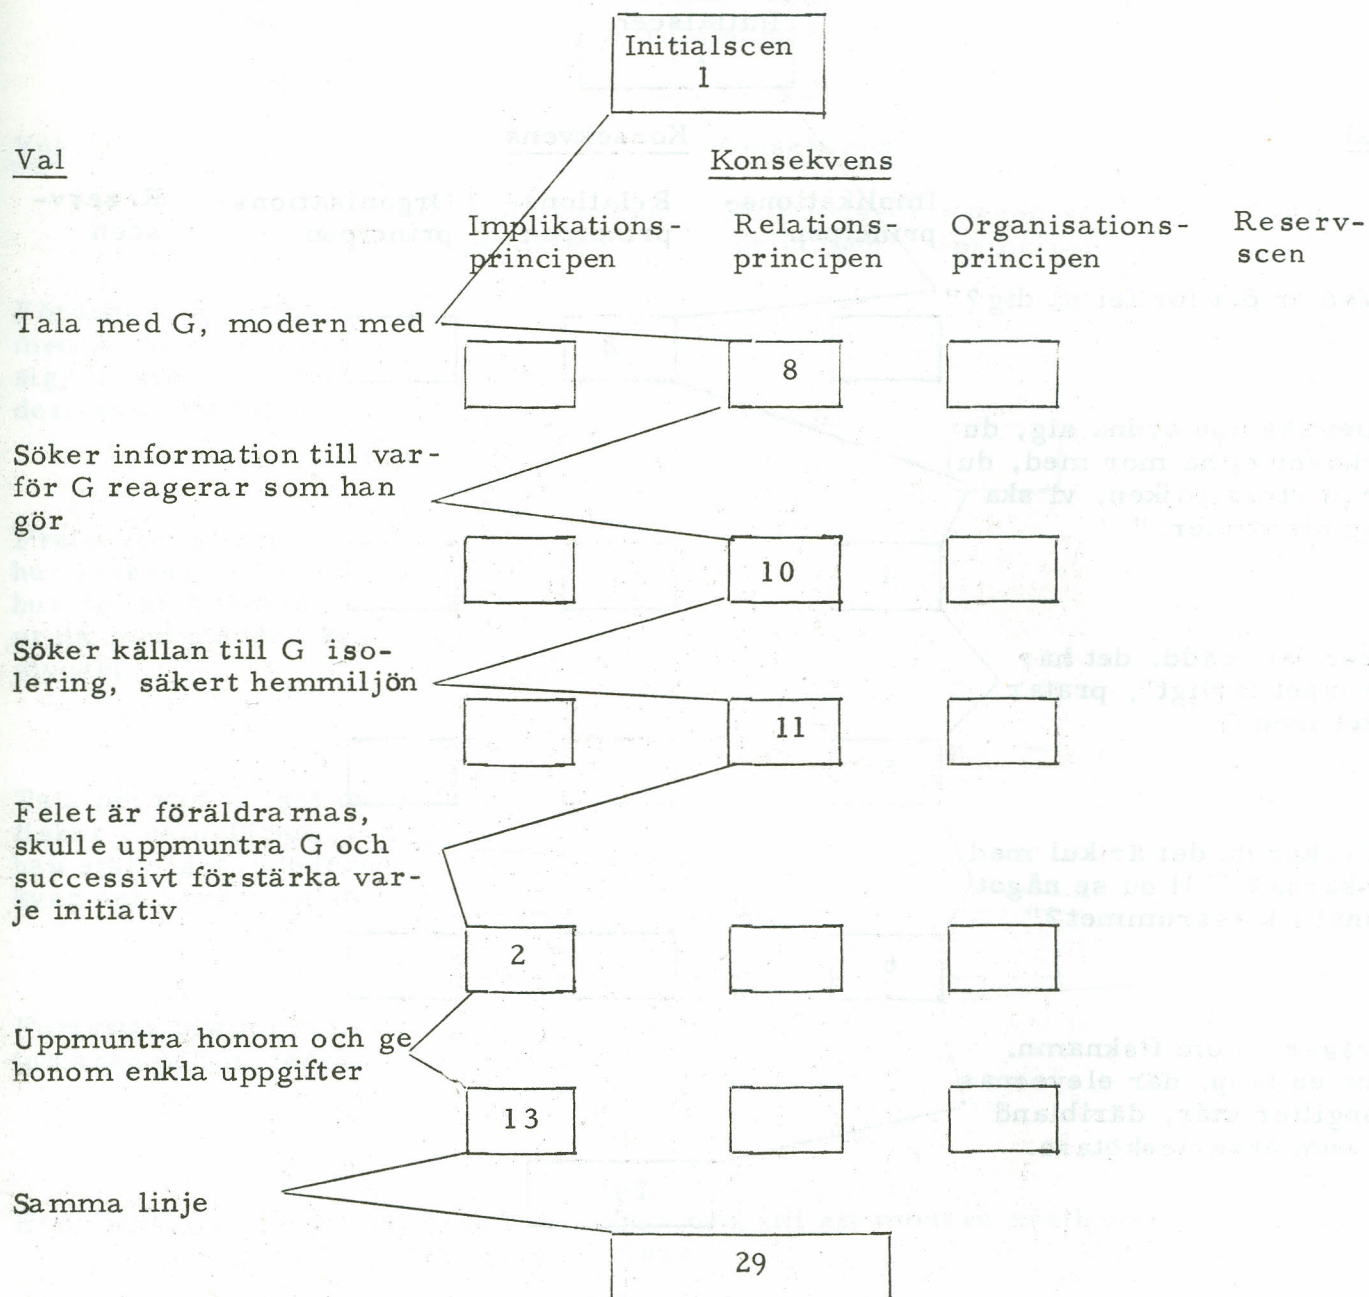 Initialscen
1
Val
Konsekvens
Implikations-
principen
Relations-
principen
Organisations-
principen
Reserv-
scen
Tala med G, modern med
8
Söker information till var-
för G reagerar som han
gör
10
Söker källan till G iso-
lering, säkert hemmiljön
11
Felet är föräldrarnas,
skulle uppmuntra G och
successivt förstärka var-
je initiativ
2
Uppmuntra honom och ge
honom enkla uppgifter
13
Samma linje
29